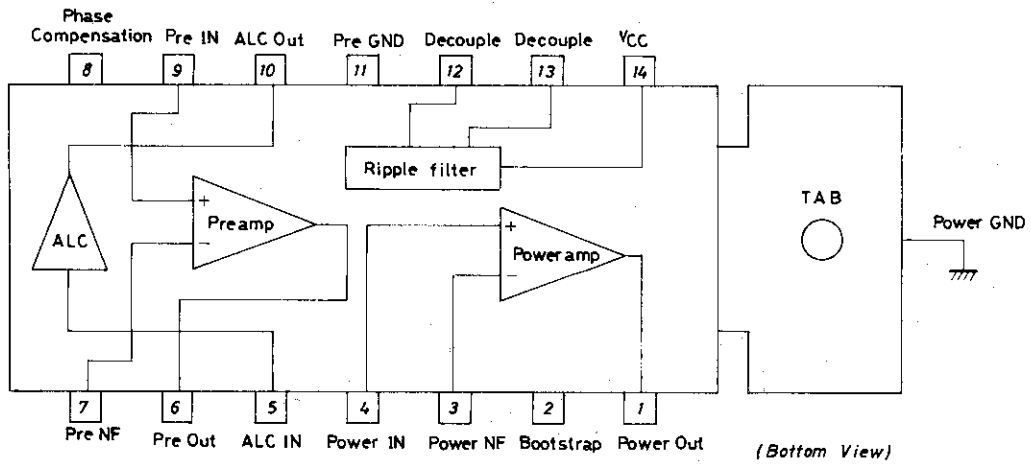 Phase
Compensation Pre IN ALC Out Pre GND Decouple Decouple VCC
8 9 10 11 12 13 14
Ripple filter
TAB
+
Preamp
−
ALC
+
Power amp
−
Power GND
7 6 5 4 3 2 1
Pre NF Pre Out ALC IN Power IN Power NF Bootstrap Power Out
(Bottom View)